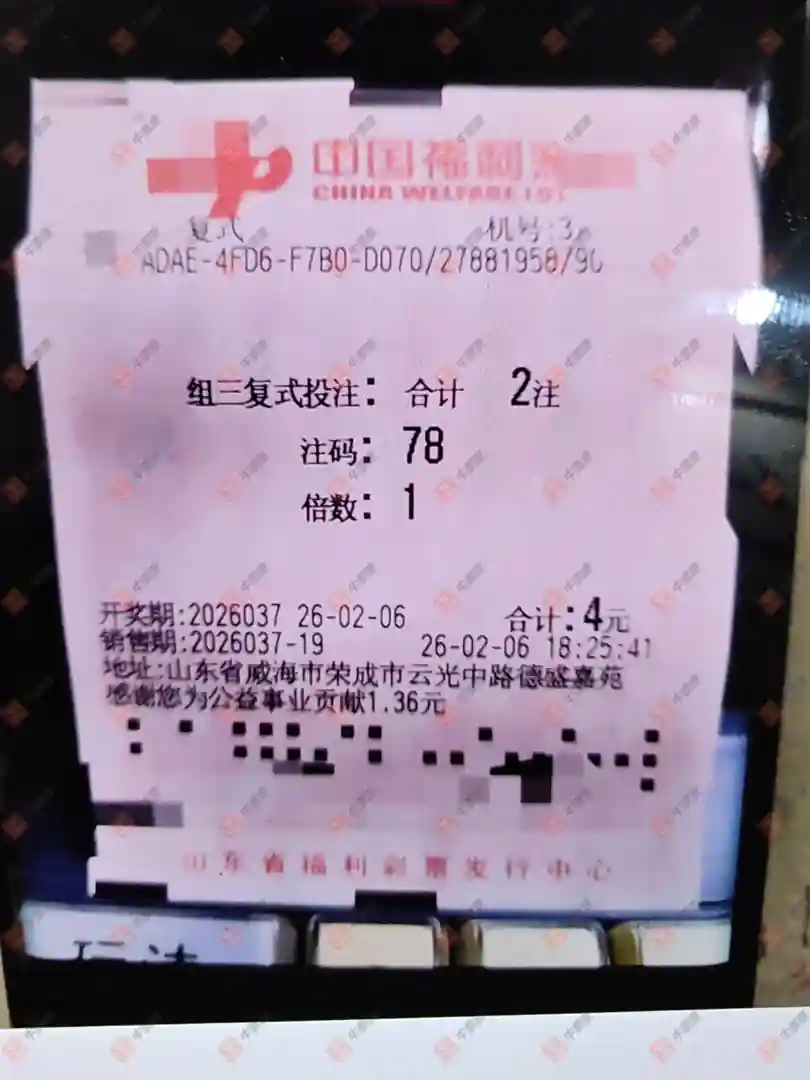 中国福利
CHINA WELFARE LOT
复式 机号:3
ADAE-4FD6-F7B0-D070/27881958/90
组三复式投注: 合计 2注
注码: 78
倍数: 1
开奖期:2026037 26-02-06 合计:4元
销售期:2026037-19 26-02-06 18:25:41
地址:山东省威海市荣成市云光中路德盛嘉苑
感谢您为公益事业贡献1.36元
山东省福利彩票发行中心